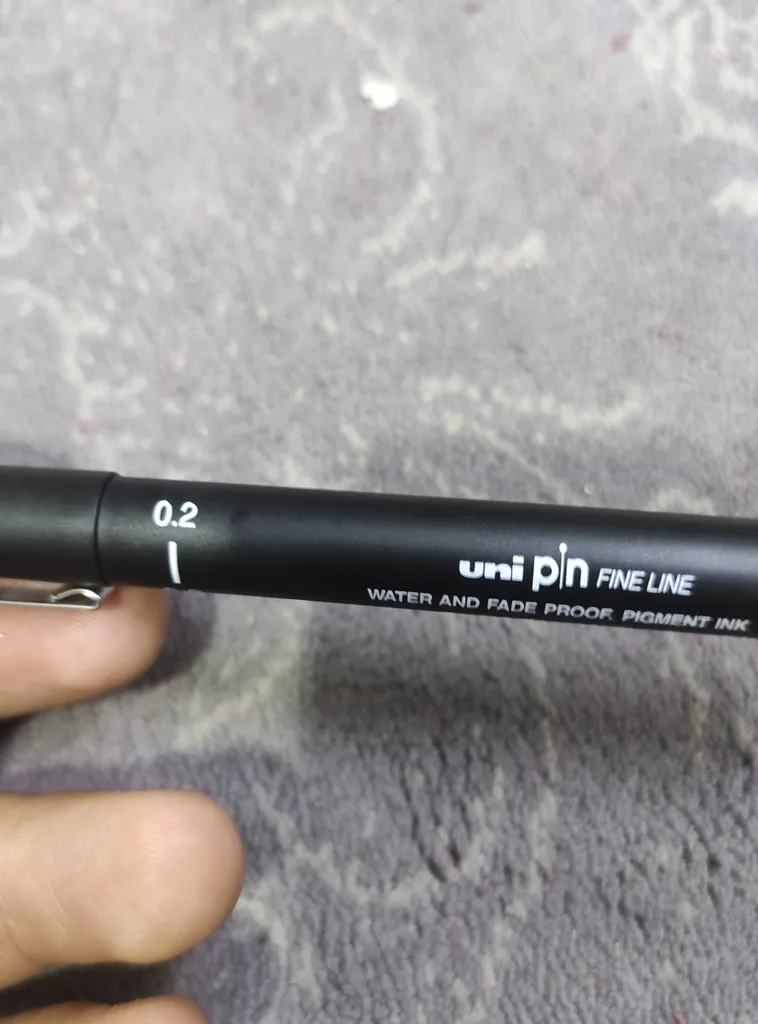 0.2
uni pin FINE LINE
WATER AND FADE PROOF. PIGMENT INK